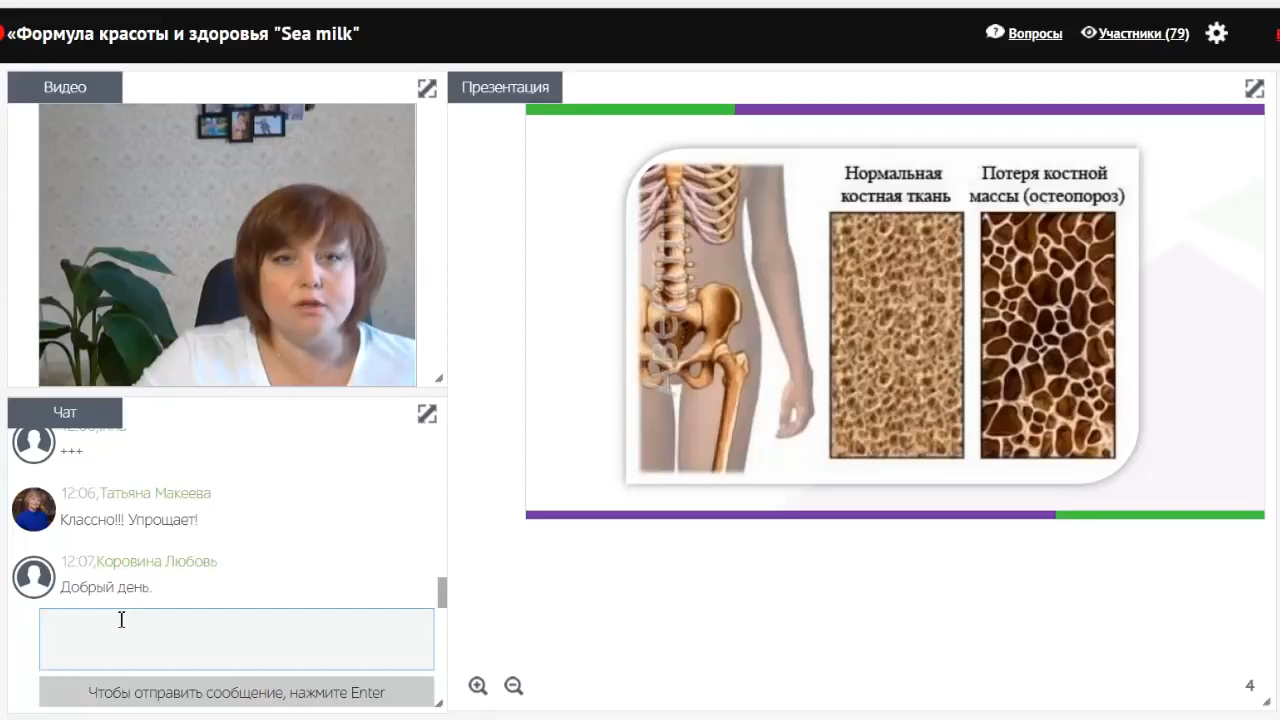 «Формула красоты и здоровья "Sea milk"
Вопросы
Участники (79)
Видео
Презентация
Нормальная
костная ткань
Потеря костной
массы (остеопороз)
Чат
+++
12:06,Татьяна Макеева
Классно!!! Упрощает!
12:07,Коровина Любовь
Добрый день.
Чтобы отправить сообщение, нажмите Enter
4